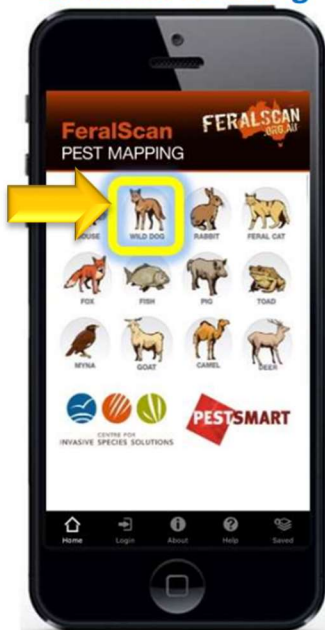 FeralScan
PEST MAPPING
FERALSCAN
.ORG.AU
WILD DOG
RABBIT
FERAL CAT
FOX
FISH
PIG
TOAD
MYNA
GOAT
CAMEL
DEER
CENTRE FOR
INVASIVE SPECIES SOLUTIONS
PESTSMART
Home
Login
About
Help
Saved